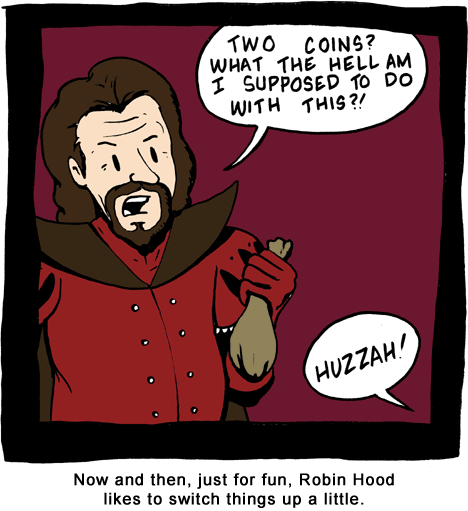 TWO COINS?
WHAT THE HELL AM
I SUPPOSED TO DO
WITH THIS?!
HUZZAH!
Now and then, just for fun, Robin Hood
likes to switch things up a little.